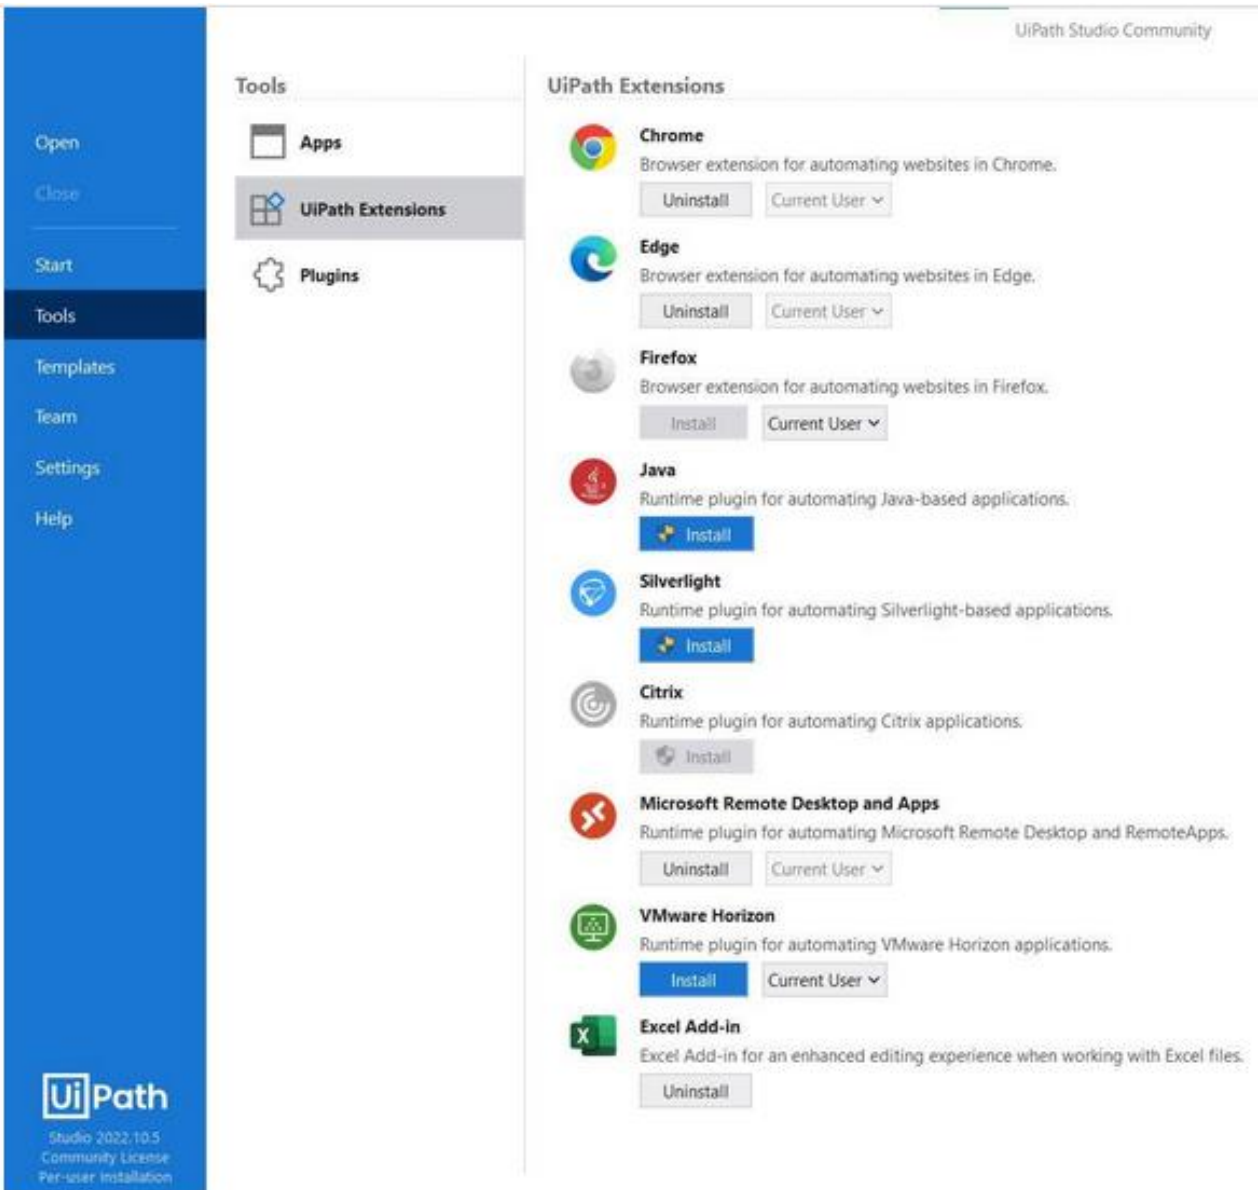 UiPath Studio Community
Open
Close
Start
Tools
Templates
Team
Settings
Help
UiPath
Studio 2022.10.5
Community License
Per-user installation
Tools
Apps
UiPath Extensions
Plugins
UiPath Extensions
Chrome
Browser extension for automating websites in Chrome.
Uninstall Current User
Edge
Browser extension for automating websites in Edge.
Uninstall Current User
Firefox
Browser extension for automating websites in Firefox.
Install Current User
Java
Runtime plugin for automating Java-based applications.
Install
Silverlight
Runtime plugin for automating Silverlight-based applications.
Install
Citrix
Runtime plugin for automating Citrix applications.
Install
Microsoft Remote Desktop and Apps
Runtime plugin for automating Microsoft Remote Desktop and RemoteApps.
Uninstall Current User
VMware Horizon
Runtime plugin for automating VMware Horizon applications.
Install Current User
Excel Add-in
Excel Add-in for an enhanced editing experience when working with Excel files.
Uninstall